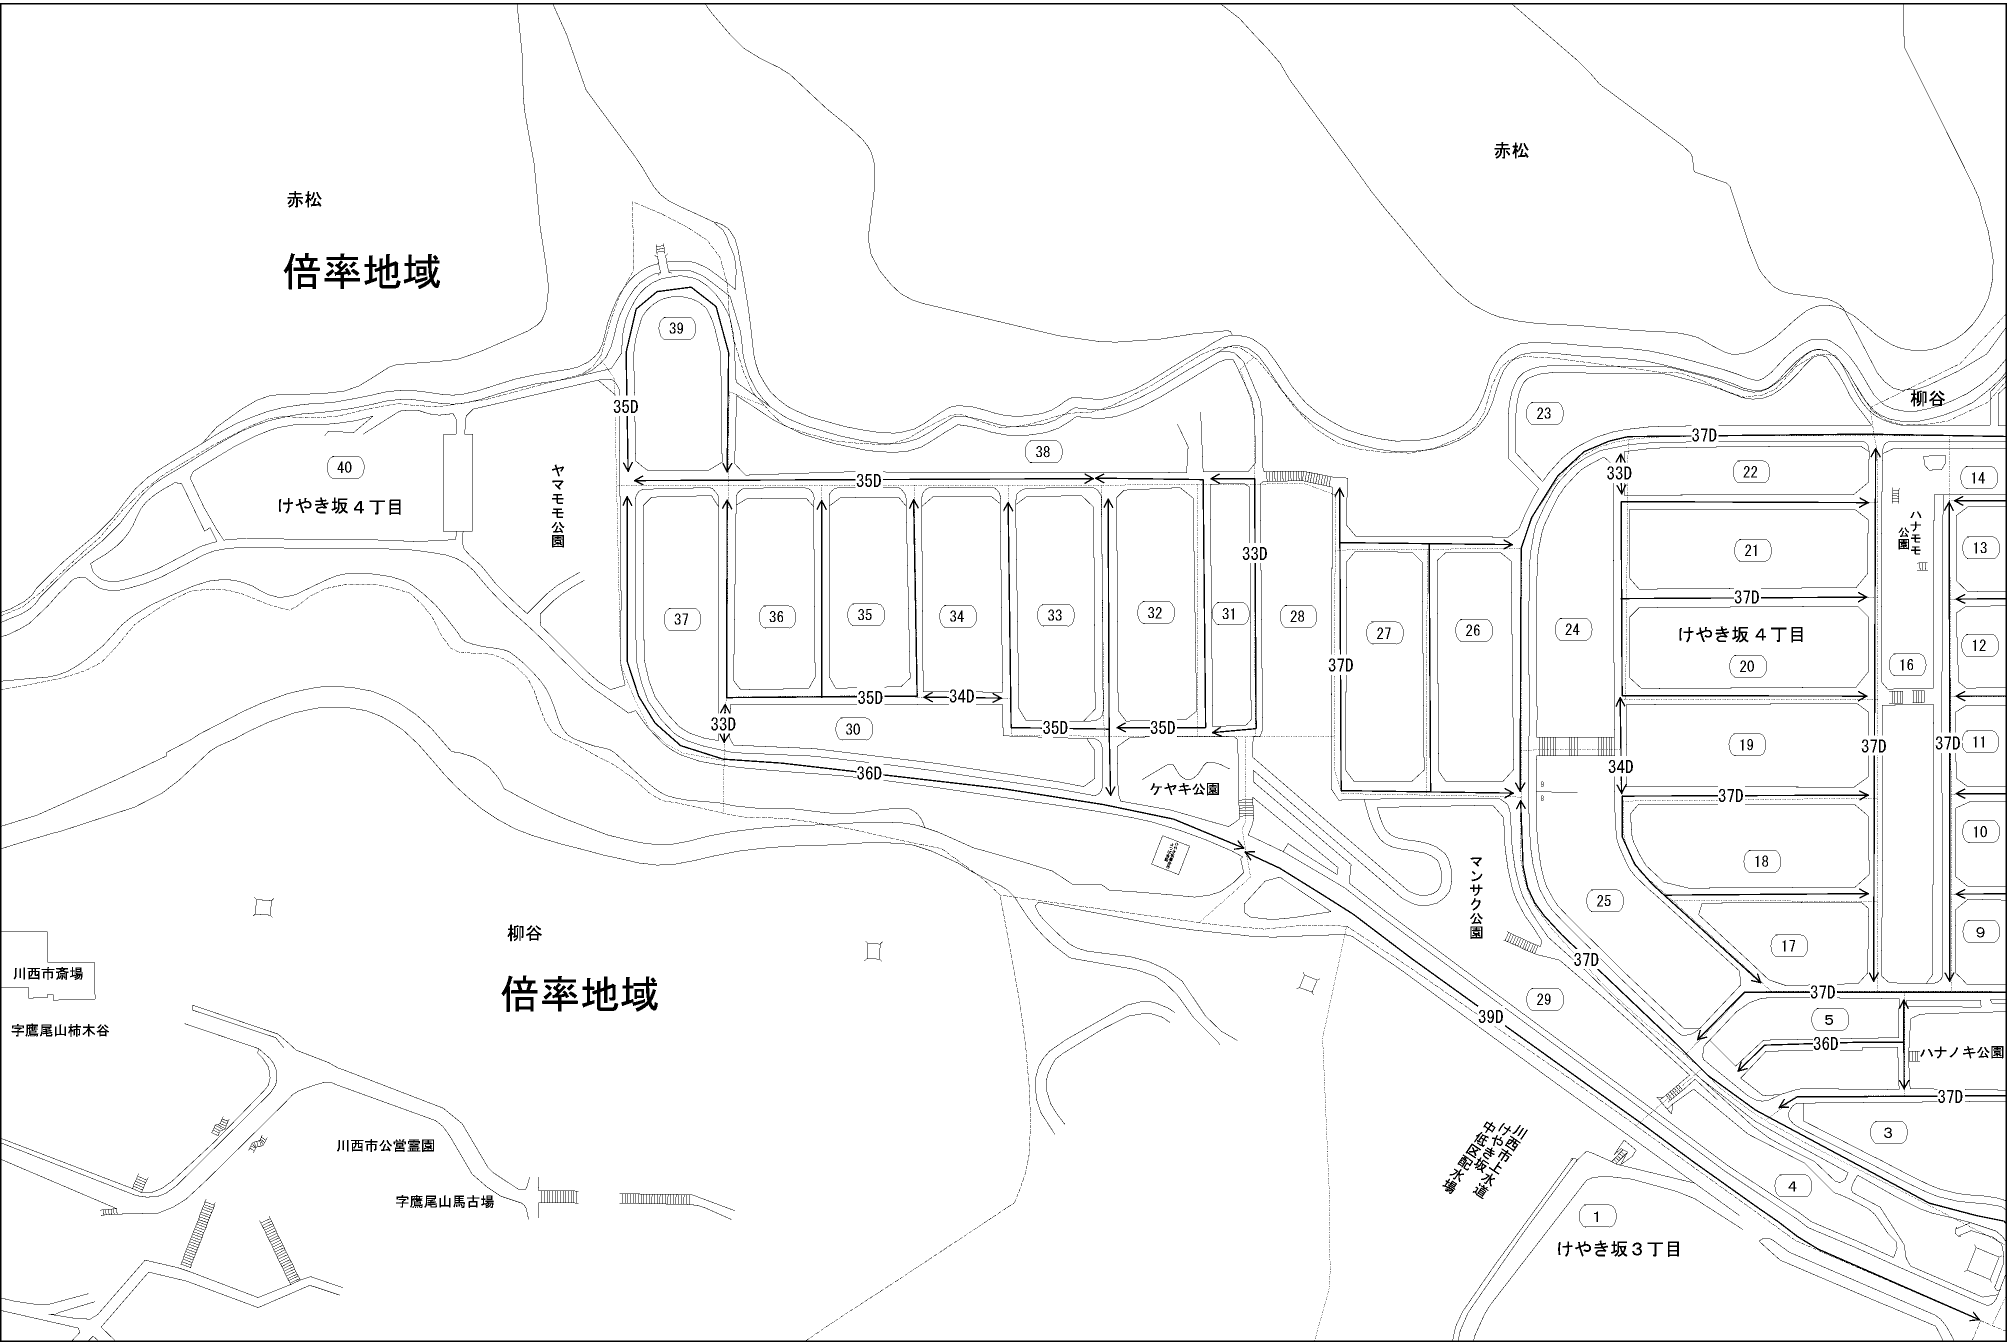 赤松
赤松
倍率地域
39
35D
柳谷
23
37D
38
22
33D
40
14
35D
けやき坂４丁目
ヤマモモ公園
ハナモモ
公園
33D
21
13
37D
37
36
35
34
33
32
31
28
27
26
24
けやき坂４丁目
12
20
16
37D
35D
34D
33D
30
35D
35D
19
37D
37D
11
34D
36D
ケヤキ公園
37D
9
8
10
18
マンサク公園
25
9
柳谷
17
37D
川西市斎場
倍率地域
37D
29
39D
5
字鷹尾山柿木谷
36D
ハナノキ公園
37D
3
川西市公営霊園
川西市上水道
けやき坂
中低区配水場
4
字鷹尾山馬古場
1
けやき坂３丁目